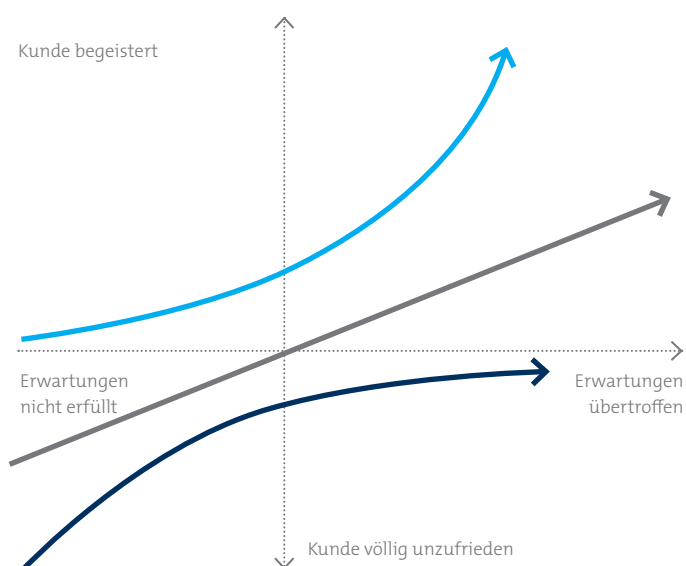 Kunde begeistert
Erwartungen
nicht erfüllt
Erwartungen
übertroffen
Kunde völlig unzufrieden